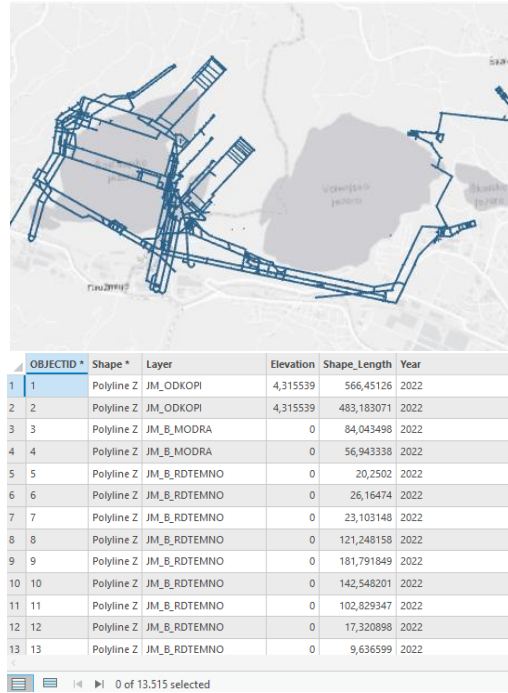 Velenjsko
jezero
Škalsko
jezero
OBJECTID * Shape * Layer Elevation Shape_Length Year
1 1 Polyline Z JM_ODKOPI 4,315539 566,45126 2022
2 2 Polyline Z JM_ODKOPI 4,315539 483,183071 2022
3 3 Polyline Z JM_B_MODRA 0 84,043498 2022
4 4 Polyline Z JM_B_MODRA 0 56,943338 2022
5 5 Polyline Z JM_B_RDTEMNO 0 20,2502 2022
6 6 Polyline Z JM_B_RDTEMNO 0 26,16474 2022
7 7 Polyline Z JM_B_RDTEMNO 0 23,103148 2022
8 8 Polyline Z JM_B_RDTEMNO 0 121,248158 2022
9 9 Polyline Z JM_B_RDTEMNO 0 181,791849 2022
10 10 Polyline Z JM_B_RDTEMNO 0 142,548201 2022
11 11 Polyline Z JM_B_RDTEMNO 0 102,829347 2022
12 12 Polyline Z JM_B_RDTEMNO 0 17,320898 2022
13 13 Polyline Z JM_B_RDTEMNO 0 9,636599 2022
0 of 13.515 selected